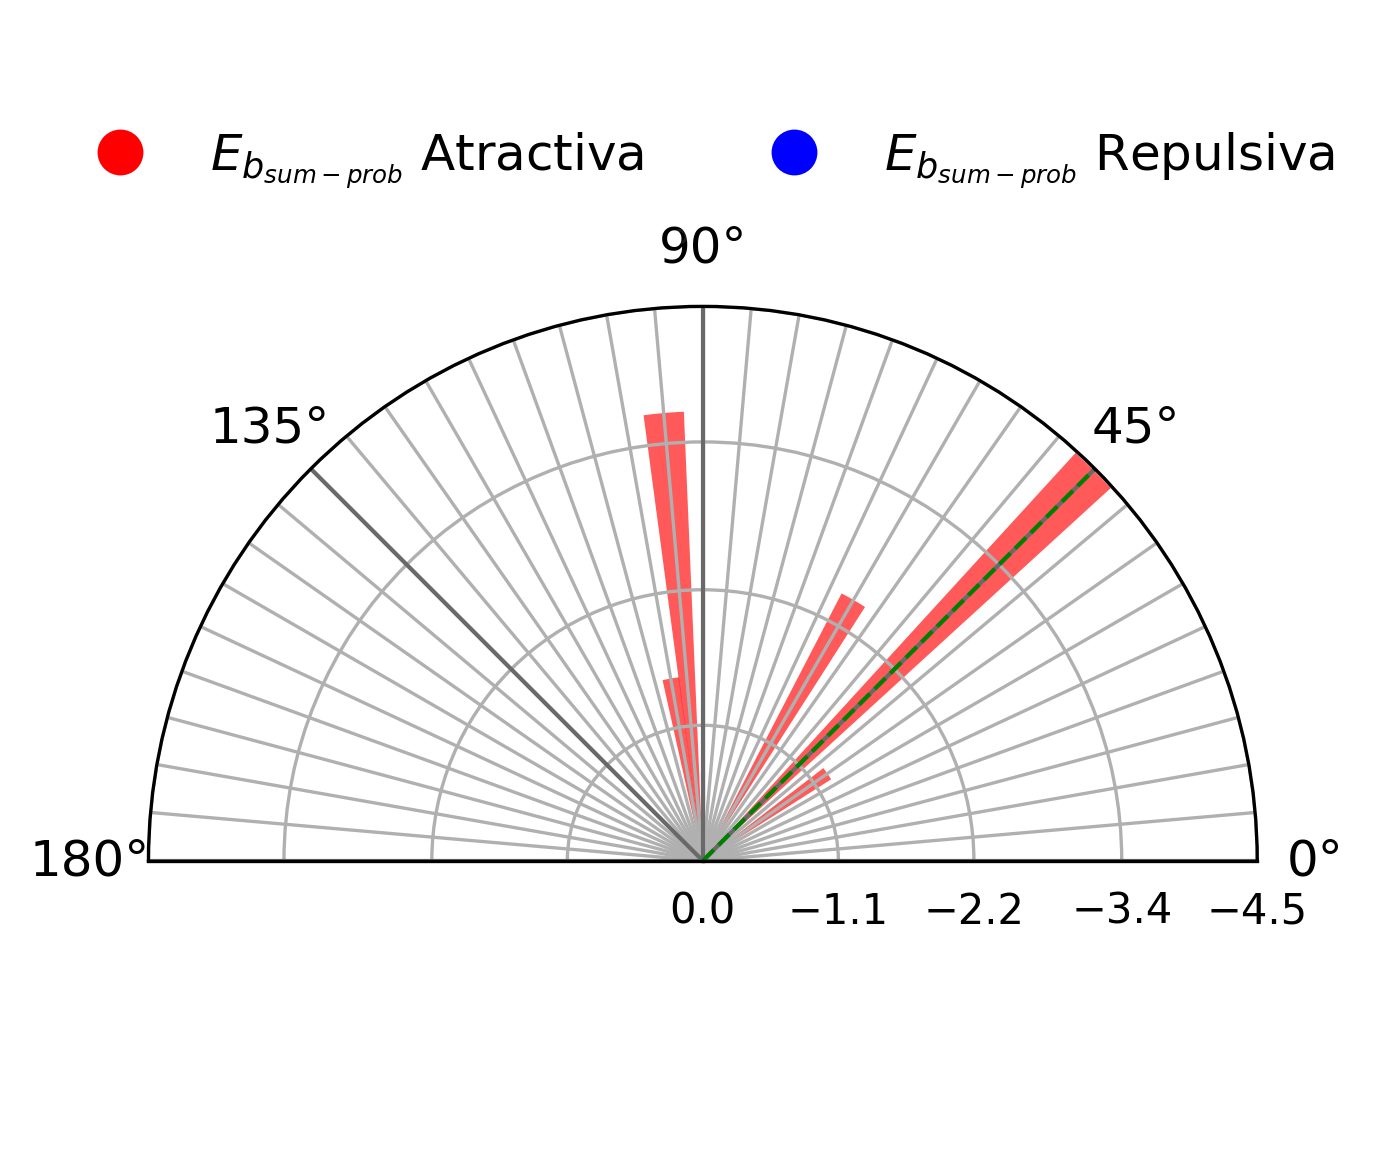 E_{b_{sum-prob}} Atractiva E_{b_{sum-prob}} Repulsiva
90°
135° 45°
180° 0°
0.0 −1.1 −2.2 −3.4 −4.5